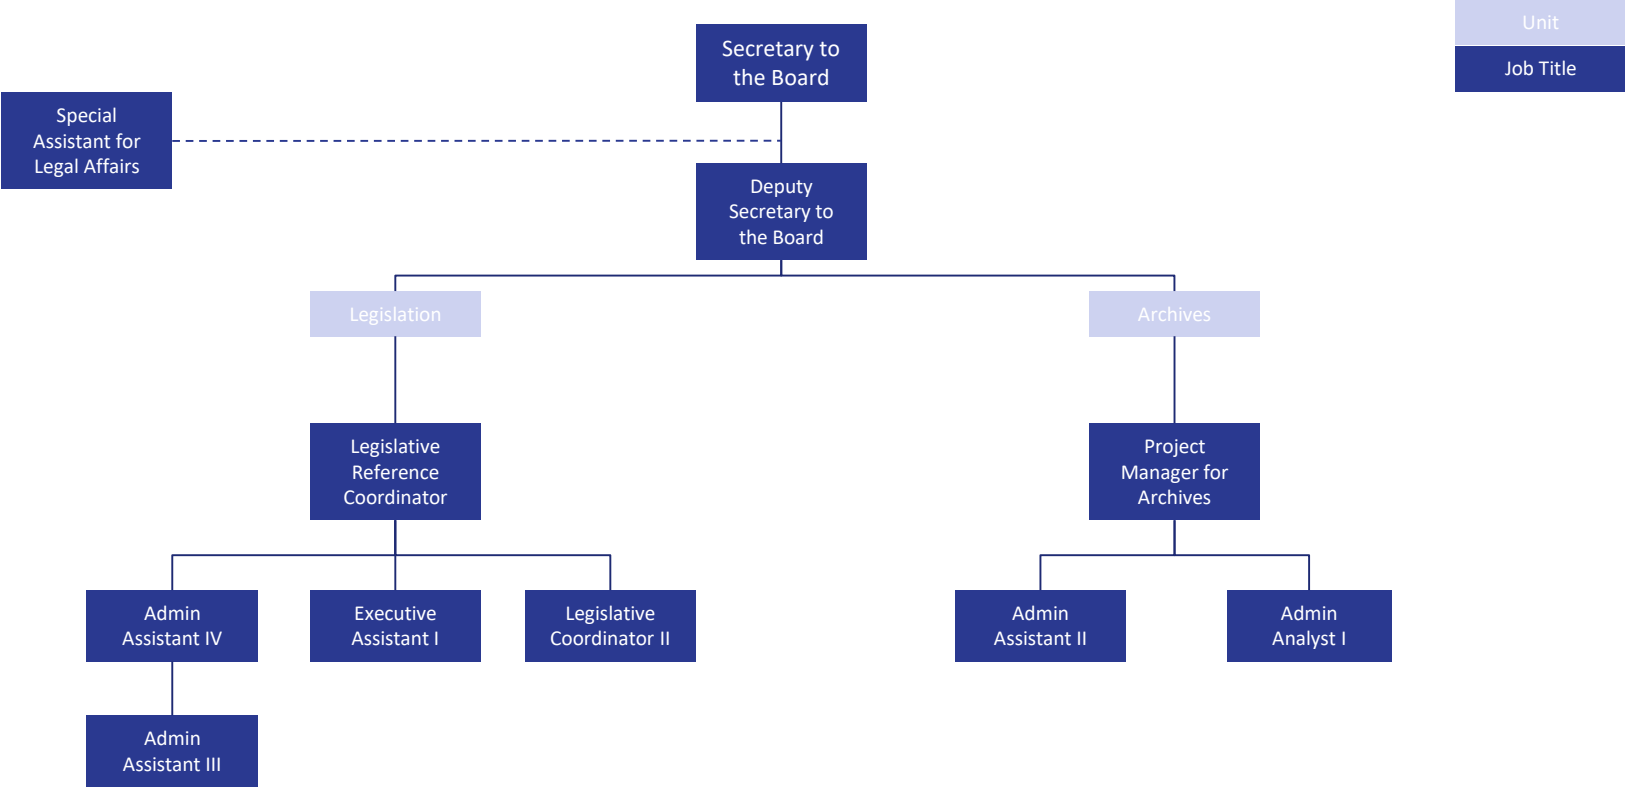 Unit
Job Title
Secretary to
the Board
Special
Assistant for
Legal Affairs
Deputy
Secretary to
the Board
Legislation
Archives
Legislative
Reference
Coordinator
Project
Manager for
Archives
Admin
Assistant IV
Executive
Assistant I
Legislative
Coordinator II
Admin
Assistant II
Admin
Analyst I
Admin
Assistant III